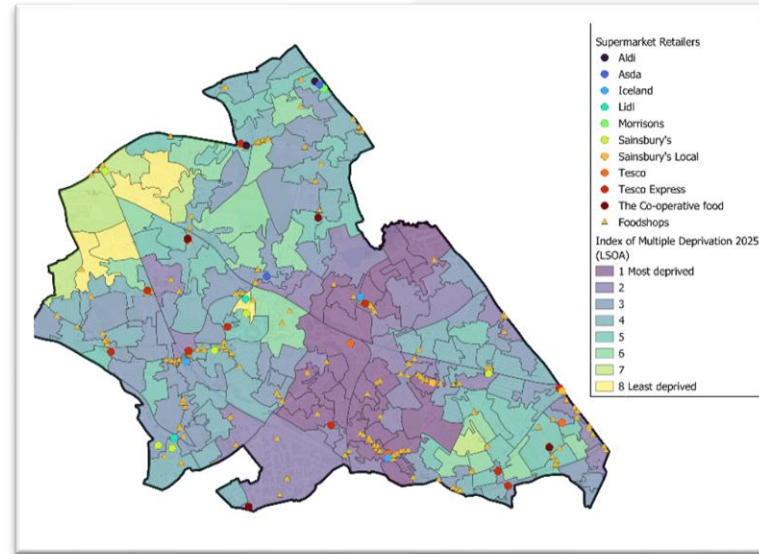 Supermarket Retailers
Aldi
Asda
Iceland
Lidl
Morrisons
Sainsbury's
Sainsbury's Local
Tesco
Tesco Express
The Co-operative food
Foodshops
Index of Multiple Deprivation 2025
(LSOA)
1 Most deprived
2
3
4
5
6
7
8 Least deprived